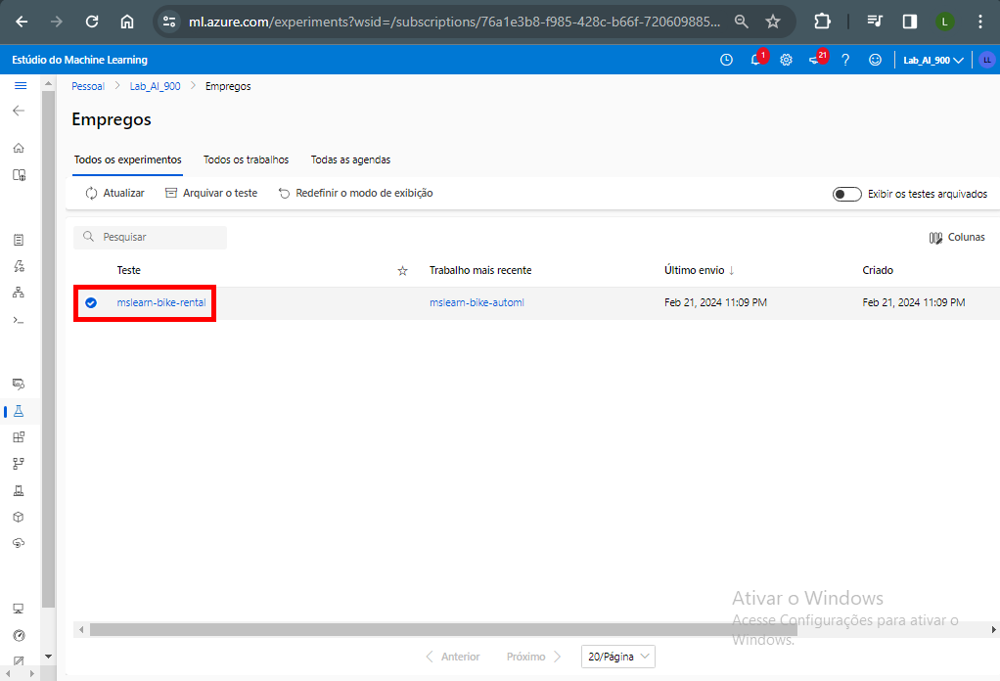 ml.azure.com/experiments?wsid=/subscriptions/76a1e3b8-f985-428c-b66f-720609885...
L
Estúdio do Machine Learning
1
21
?
Lab_AI_900
LL
Pessoal > Lab_AI_900 > Empregos
Empregos
Todos os experimentos Todos os trabalhos Todas as agendas
Atualizar Arquivar o teste Redefinir o modo de exibição Exibir os testes arquivados
Pesquisar Colunas
Teste Trabalho mais recente Último envio ↓ Criado
mslearn-bike-rental mslearn-bike-automl Feb 21, 2024 11:09 PM Feb 21, 2024 11:09 PM
Ativar o Windows
Acesse Configurações para ativar o
Windows.
Anterior Próximo 20/Página